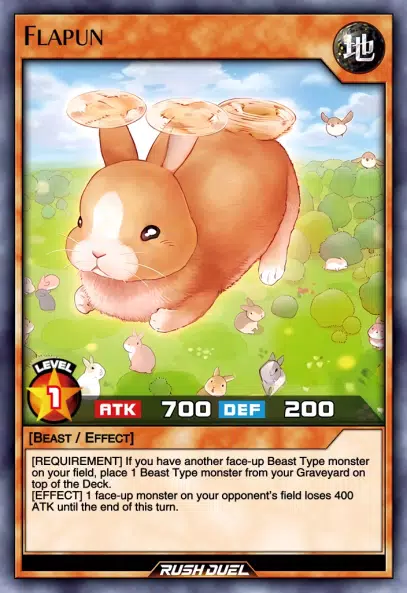 FLAPUN
地
LEVEL
1
ATK 700 DEF 200
[BEAST / EFFECT]
[REQUIREMENT] If you have another face-up Beast Type monster
on your field, place 1 Beast Type monster from your Graveyard on
top of the Deck.
[EFFECT] 1 face-up monster on your opponent's field loses 400
ATK until the end of this turn.
RUSH DUEL